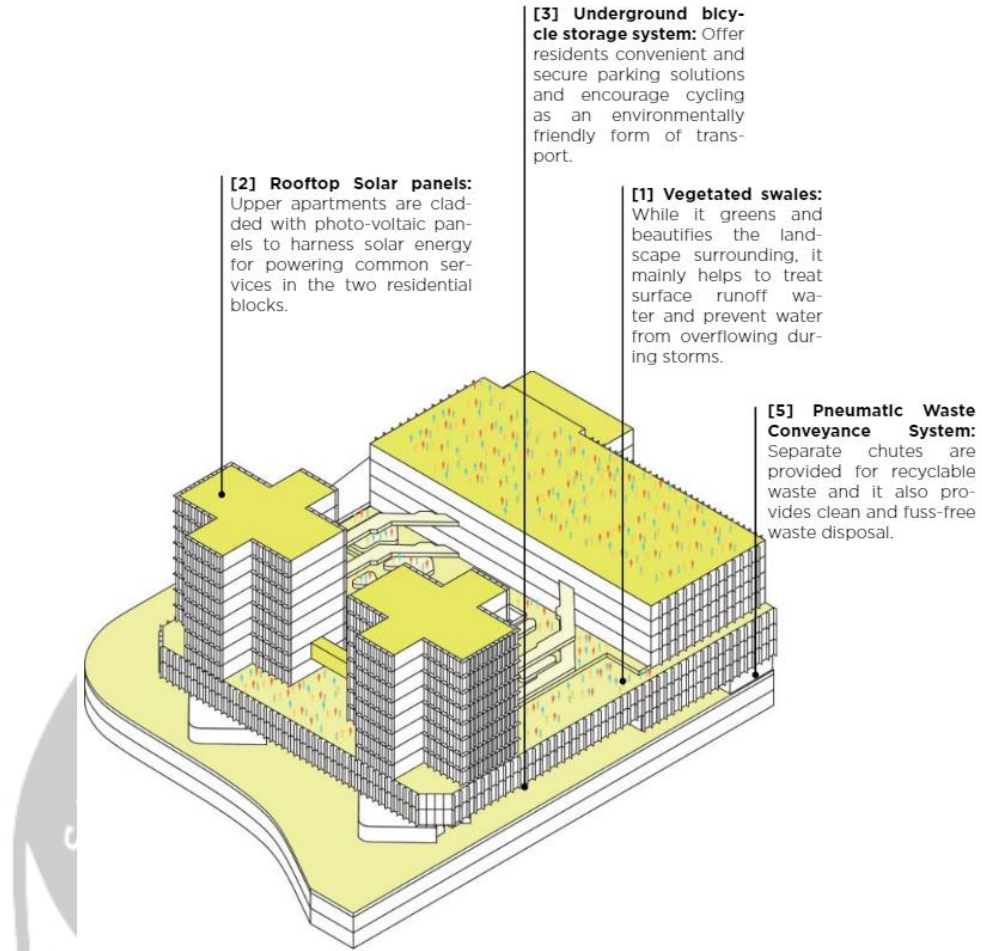 [3] Underground bicy-
cle storage system: Offer
residents convenient and
secure parking solutions
and encourage cycling
as an environmentally
friendly form of trans-
port.
[2] Rooftop Solar panels:
Upper apartments are clad-
ded with photo-voltaic pan-
els to harness solar energy
for powering common ser-
vices in the two residential
blocks.
[1] Vegetated swales:
While it greens and
beautifies the land-
scape surrounding, it
mainly helps to treat
surface runoff wa-
ter and prevent water
from overflowing dur-
ing storms.
[5] Pneumatic Waste
Conveyance System:
Separate chutes are
provided for recyclable
waste and it also pro-
vides clean and fuss-free
waste disposal.